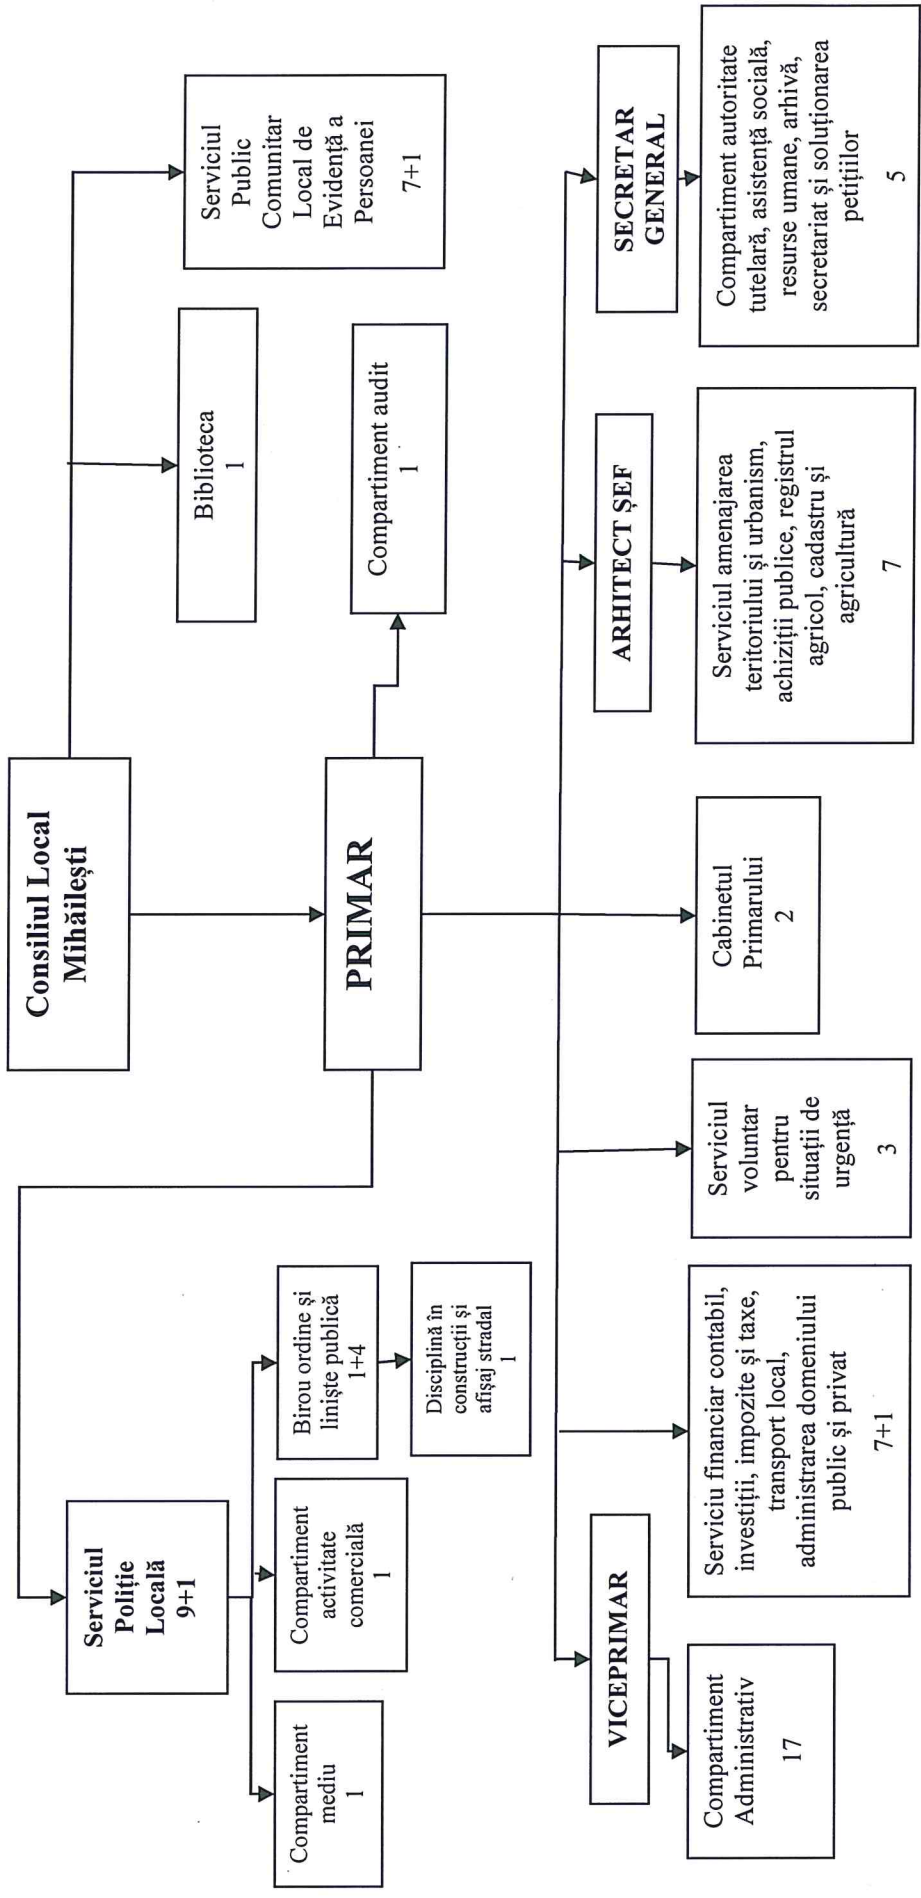 Consiliul Local
Mihăilești
Serviciul
Public
Comunitar
Local de
Evidență a
Persoanei
7+1
Biblioteca
1
PRIMAR
Compartiment audit
1
Serviciul
Poliție
Locală
9+1
Compartiment
mediu
1
Compartiment
activitate
comercială
1
Birou ordine și
liniște publică
1+4
Disciplină în
construcții și
afișaj stradal
1
VICEPRIMAR
Compartiment
Administrativ
17
Serviciu financiar contabil,
investiții, impozite și taxe,
transport local,
administrarea domeniului
public și privat
7+1
Serviciul
voluntar
pentru
situații de
urgență
3
Cabinetul
Primarului
2
ARHITECT ȘEF
Serviciul amenajarea
teritoriului și urbanism,
achiziții publice, registrul
agricol, cadastru și
agricultură
7
SECRETAR
GENERAL
Compartiment autoritate
tutelară, asistență socială,
resurse umane, arhivă,
secretariat și soluționarea
petițiilor
5